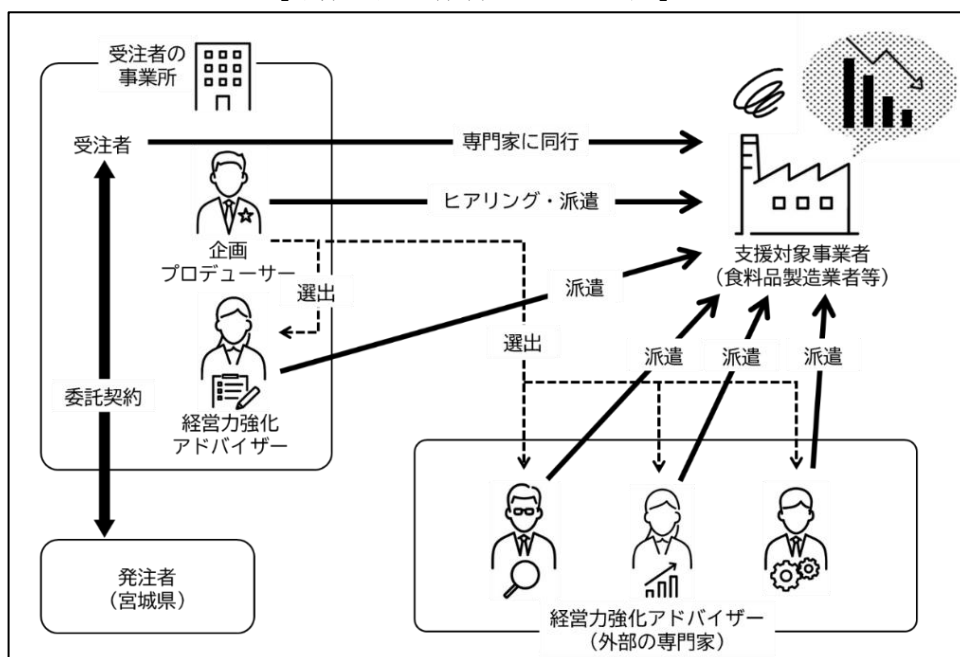 受注者の
事業所
受注者
専門家に同行
ヒアリング・派遣
企画
プロデューサー
選出
派遣
支援対象事業者
（食料品製造業者等）
選出
派遣
派遣
派遣
委託契約
経営力強化
アドバイザー
発注者
（宮城県）
経営力強化アドバイザー
（外部の専門家）